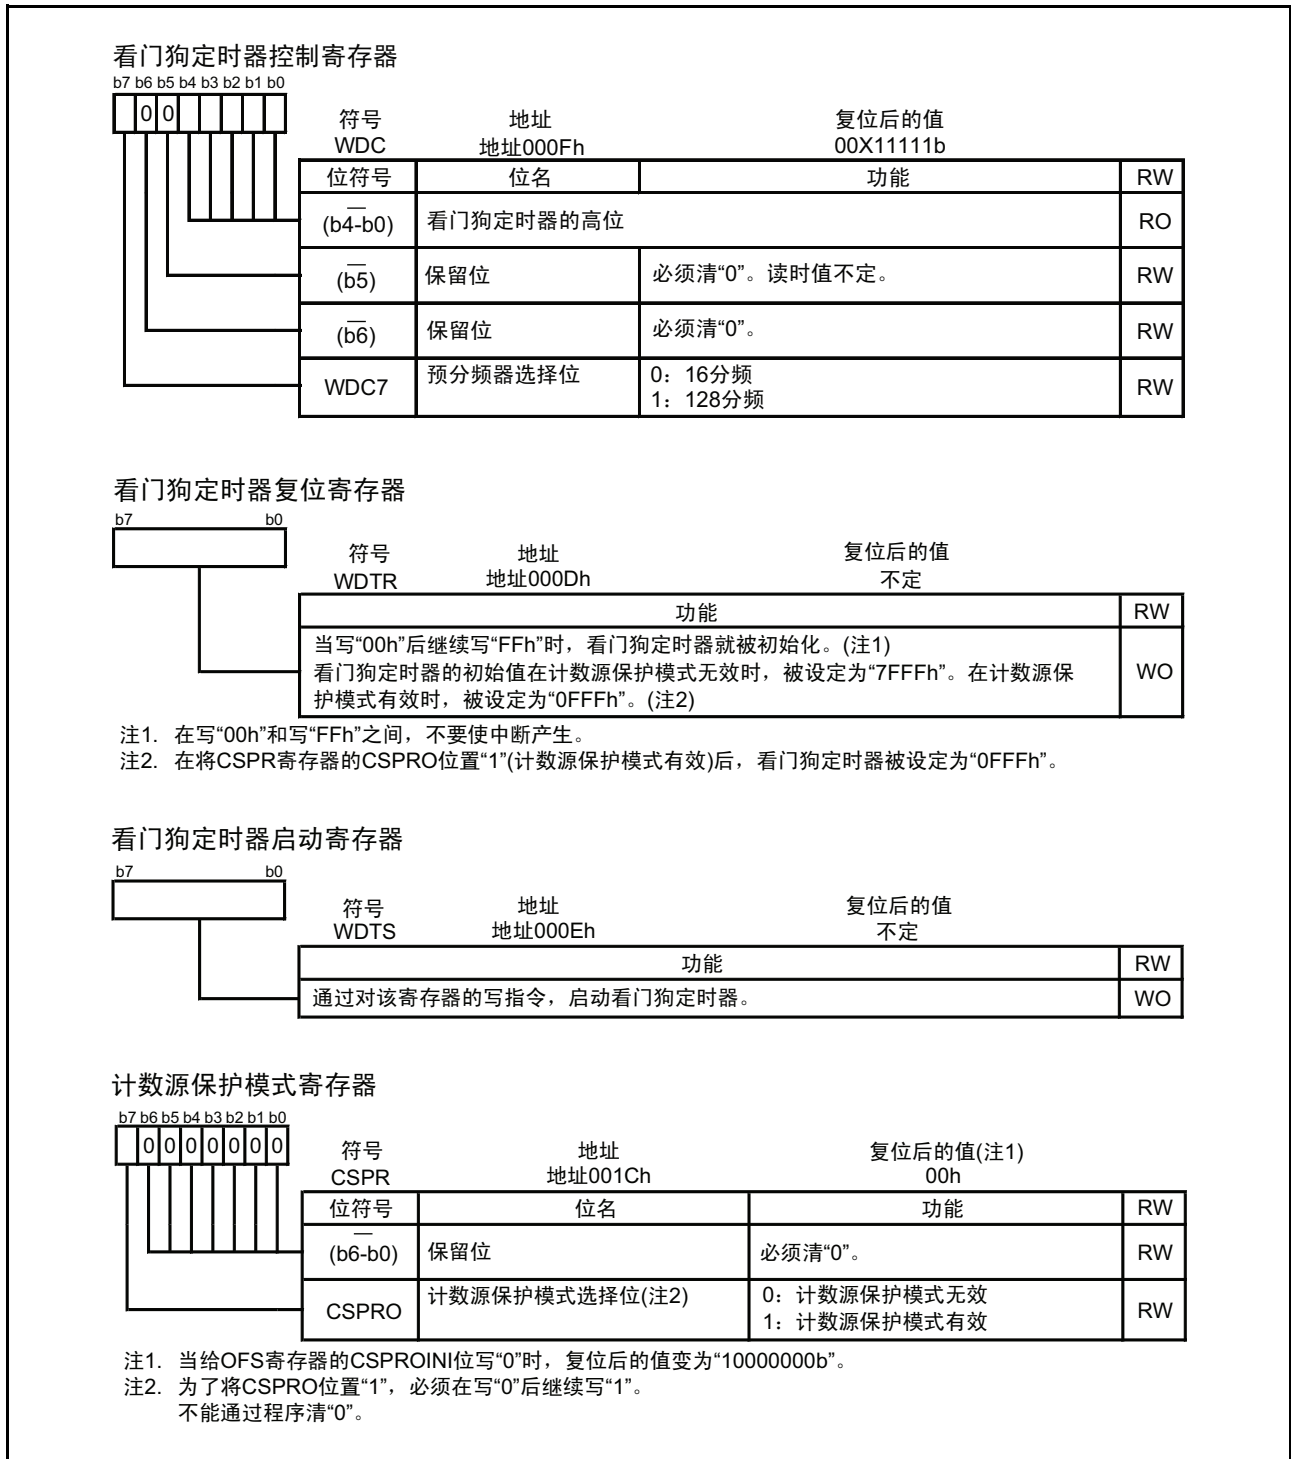 看门狗定时器控制寄存器
b7 b6 b5 b4 b3 b2 b1 b0
0 0
符号 地址 复位后的值
WDC 地址000Fh 00X11111b
位符号 位名 功能 RW
—
(b4-b0) 看门狗定时器的高位 RO
—
(b5) 保留位 必须清“0”。读时值不定。 RW
—
(b6) 保留位 必须清“0”。 RW
WDC7 预分频器选择位 0：16分频 RW
1：128分频
看门狗定时器复位寄存器
b7 b0
符号 地址 复位后的值
WDTR 地址000Dh 不定
功能 RW
当写“00h”后继续写“FFh”时，看门狗定时器就被初始化。(注1)
看门狗定时器的初始值在计数源保护模式无效时，被设定为“7FFFh”。在计数源保 WO
护模式有效时，被设定为“0FFFh”。(注2)
注1. 在写“00h”和写“FFh”之间，不要使中断产生。
注2. 在将CSPR寄存器的CSPRO位置“1”(计数源保护模式有效)后，看门狗定时器被设定为“0FFFh”。
看门狗定时器启动寄存器
b7 b0
符号 地址 复位后的值
WDTS 地址000Eh 不定
功能 RW
通过对该寄存器的写指令，启动看门狗定时器。 WO
计数源保护模式寄存器
b7 b6 b5 b4 b3 b2 b1 b0
0 0 0 0 0 0 0
符号 地址 复位后的值(注1)
CSPR 地址001Ch 00h
位符号 位名 功能 RW
—
(b6-b0) 保留位 必须清“0”。 RW
CSPRO 计数源保护模式选择位(注2) 0：计数源保护模式无效 RW
1：计数源保护模式有效
注1. 当给OFS寄存器的CSPROINI位写“0”时，复位后的值变为“10000000b”。
注2. 为了将CSPRO位置“1”，必须在写“0”后继续写“1”。
不能通过程序清“0”。